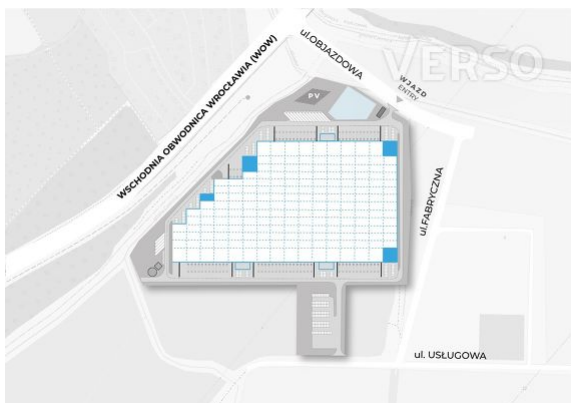 VERSO
ul.OBJAZDOWA
WJAZD
ENTRY
WSCHODNIA OBWODNICA WROCŁAWIA (WOW)
PV
ul.FABRYCZNA
ul. USŁUGOWA